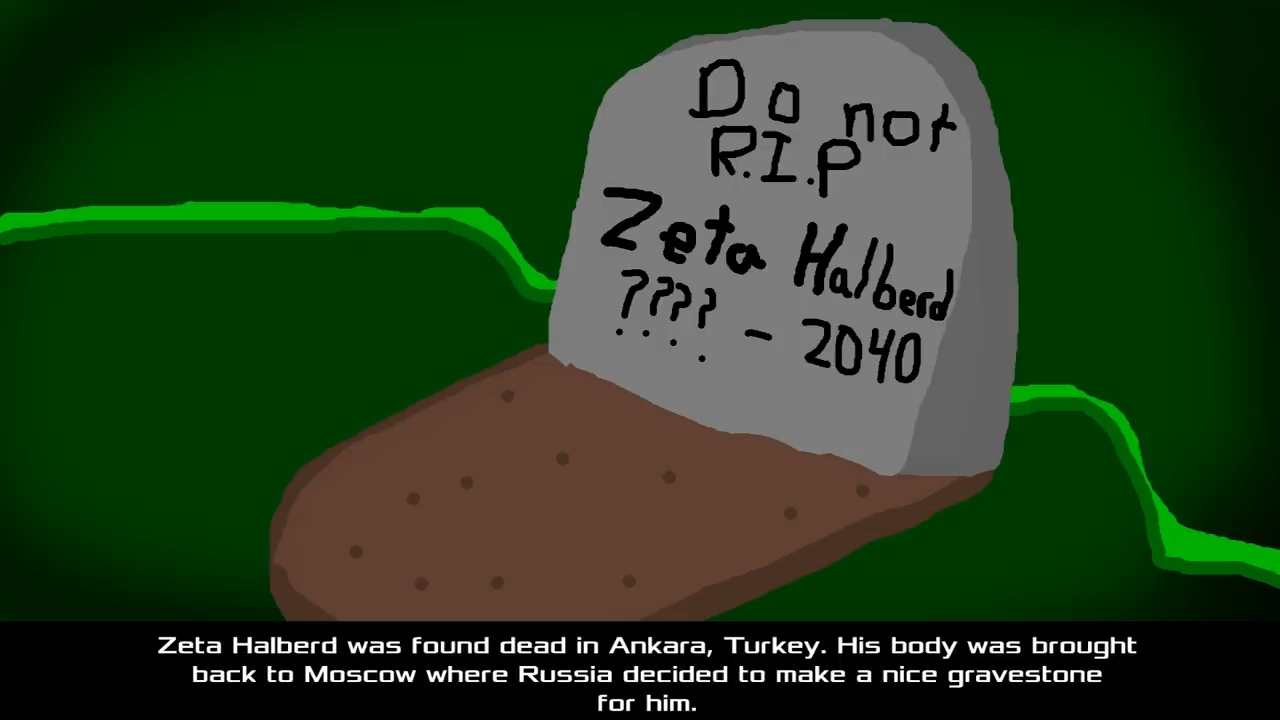 Do not
R.I.P
Zeta Halberd
???? - 2040
Zeta Halberd was found dead in Ankara, Turkey. His body was brought
back to Moscow where Russia decided to make a nice gravestone
for him.